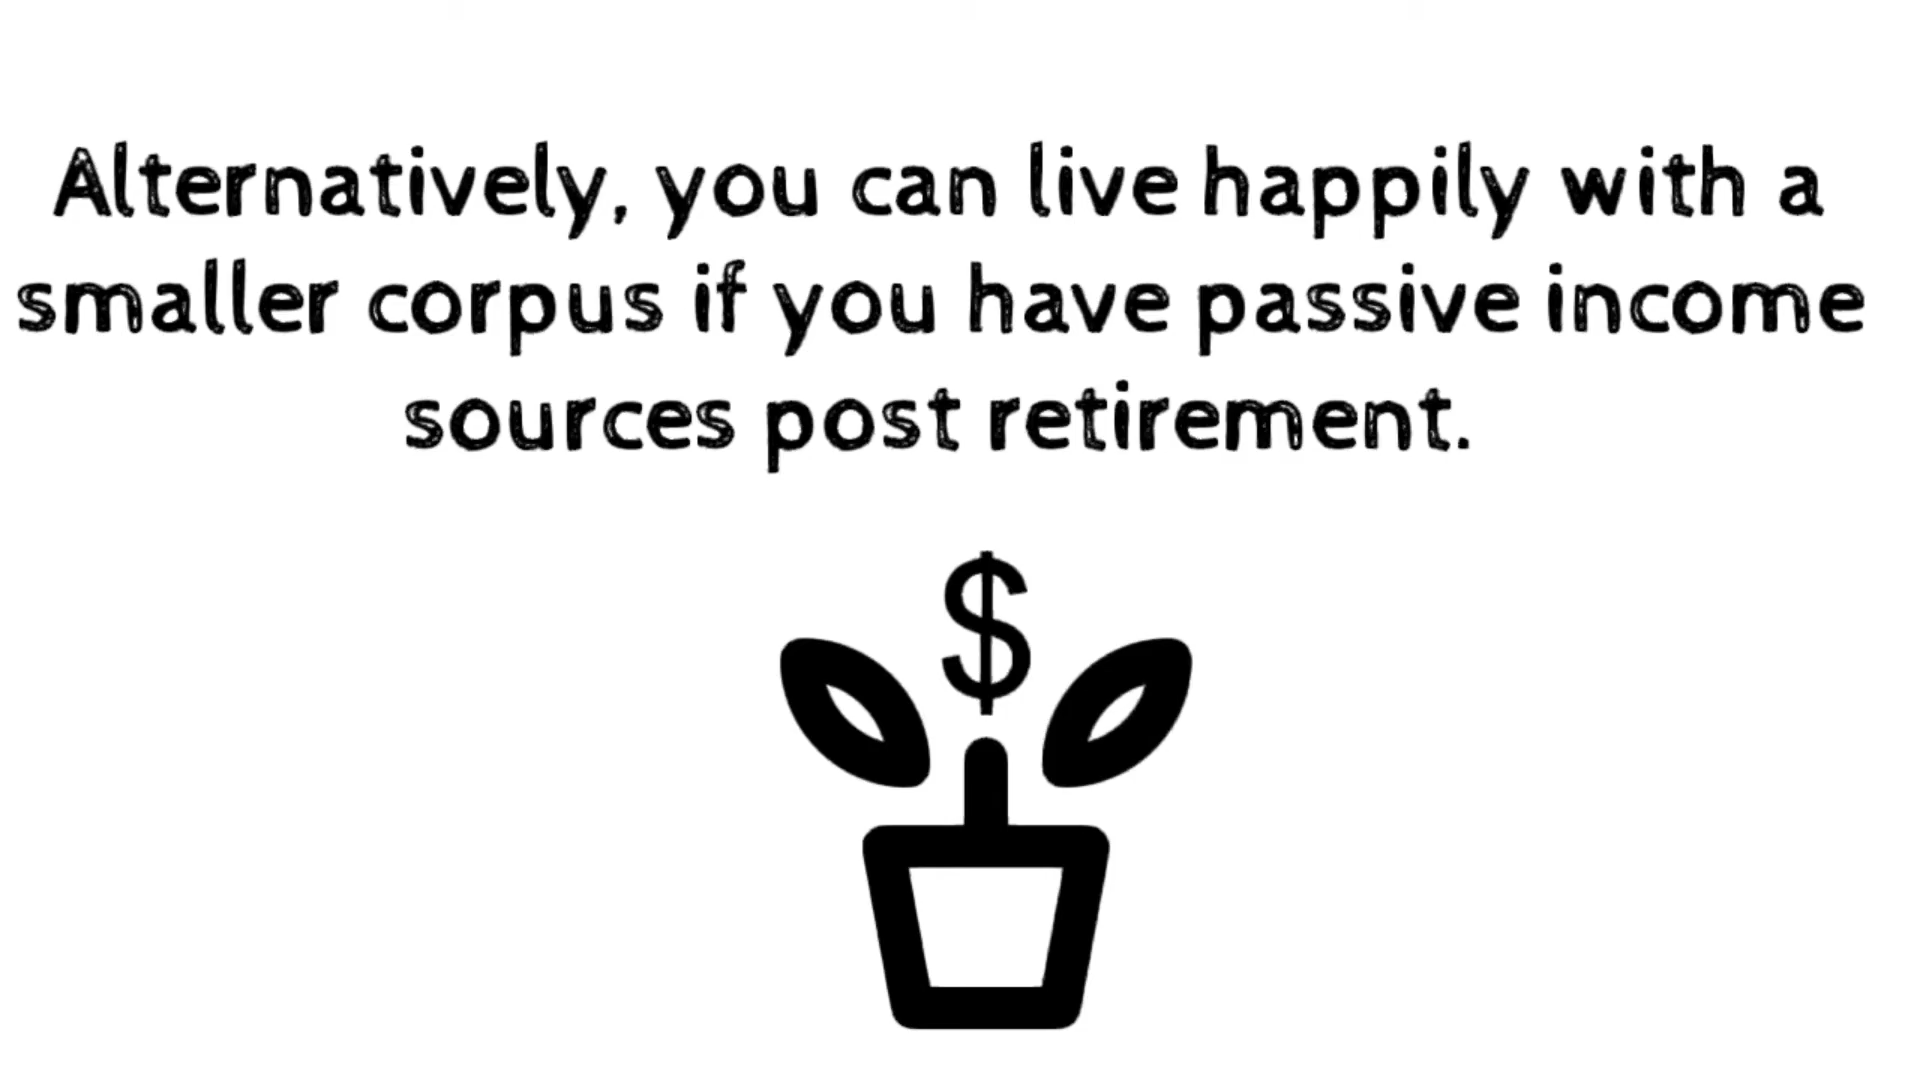 Alternatively, you can live happily with a
smaller corpus if you have passive income
sources post retirement.
$